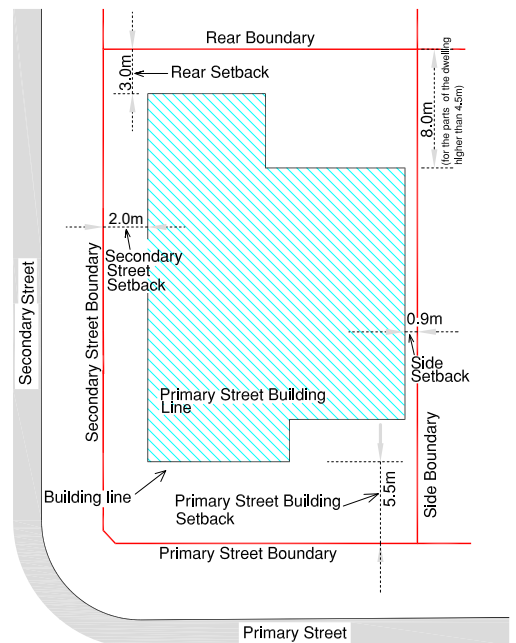 Rear Boundary
3.0m
Rear Setback
8.0m
(for the parts of the dwelling
higher than 4.5m)
2.0m
Secondary
Street
Setback
Secondary Street
Secondary Street Boundary
0.9m
Side
Setback
Primary Street Building
Line
Side Boundary
Building line
Primary Street Building
Setback
5.5m
Primary Street Boundary
Primary Street